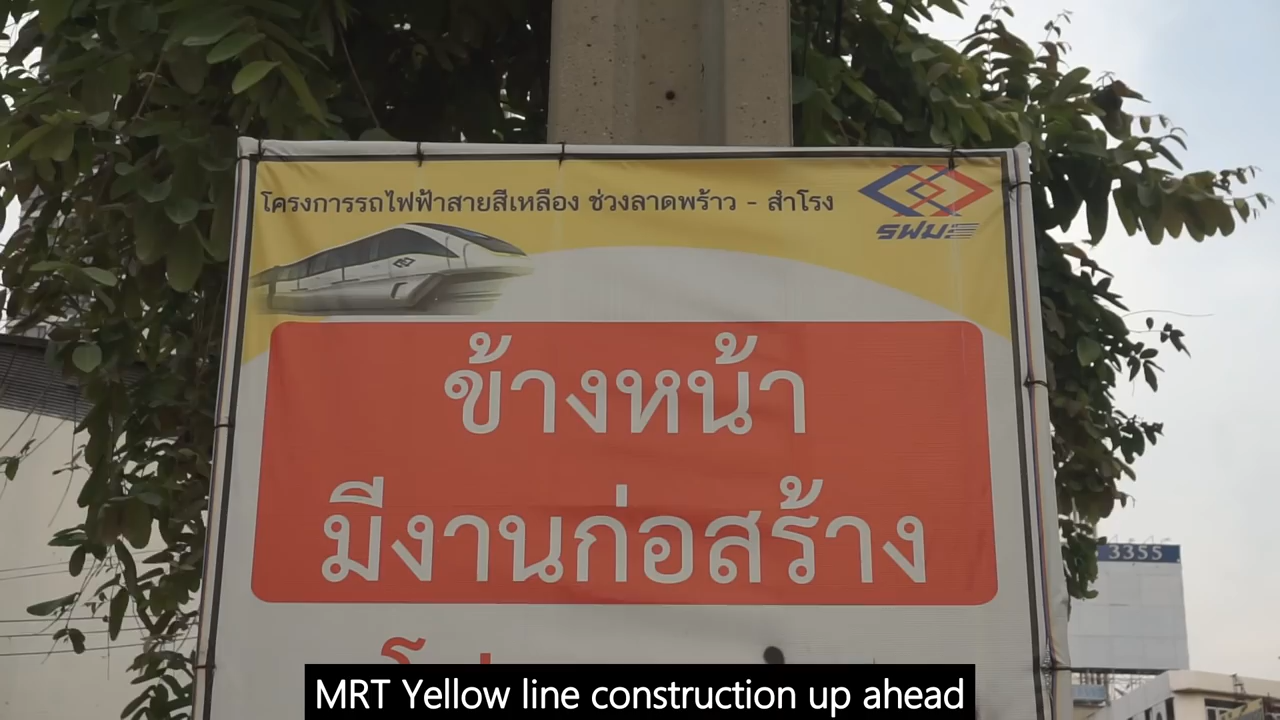 โครงการรถไฟฟ้าสายสีเหลือง ช่วงลาดพร้าว - สำโรง
รฟม
ข้างหน้า
มีงานก่อสร้าง
3355
MRT Yellow line construction up ahead